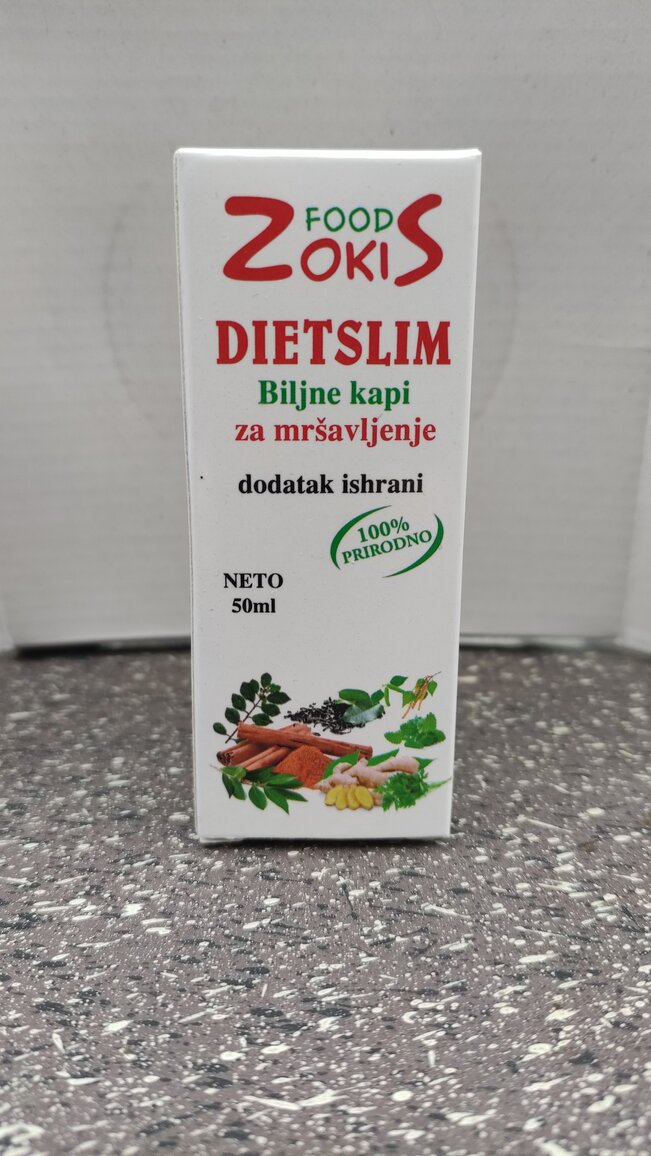 FOOD
ZOKIS
DIETSLIM
Biljne kapi
za mršavljenje
dodatak ishrani
100%
PRIRODNO
NETO
50ml